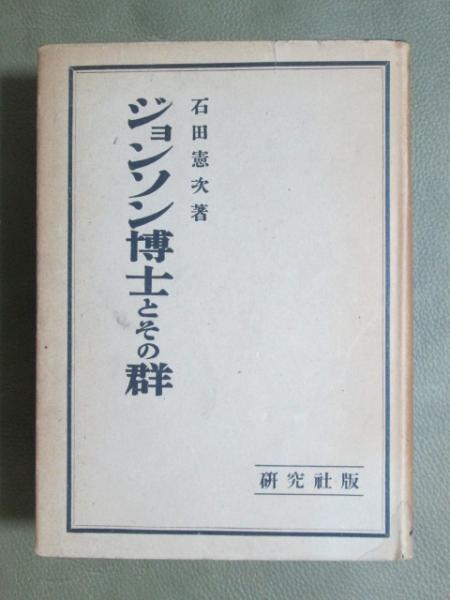 石田憲次著
ジョンソン博士とその群
研究社版